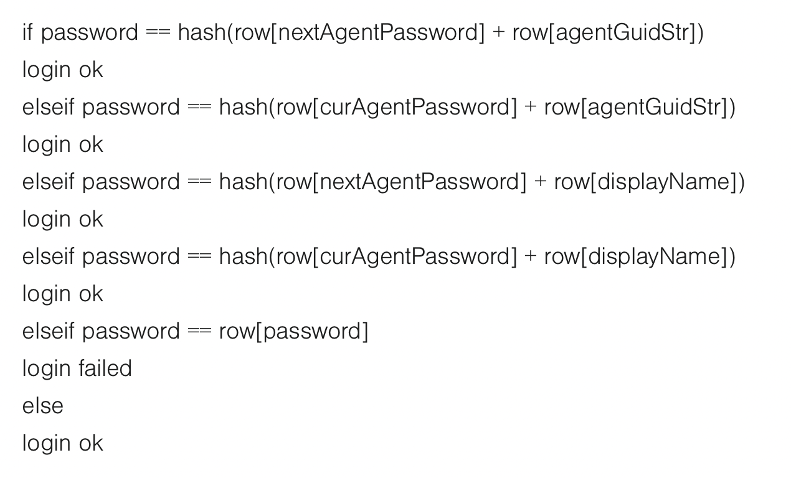 if password == hash(row[nextAgentPassword] + row[agentGuidStr])
login ok
elseif password == hash(row[curAgentPassword] + row[agentGuidStr])
login ok
elseif password == hash(row[nextAgentPassword] + row[displayName])
login ok
elseif password == hash(row[curAgentPassword] + row[displayName])
login ok
elseif password == row[password]
login failed
else
login ok